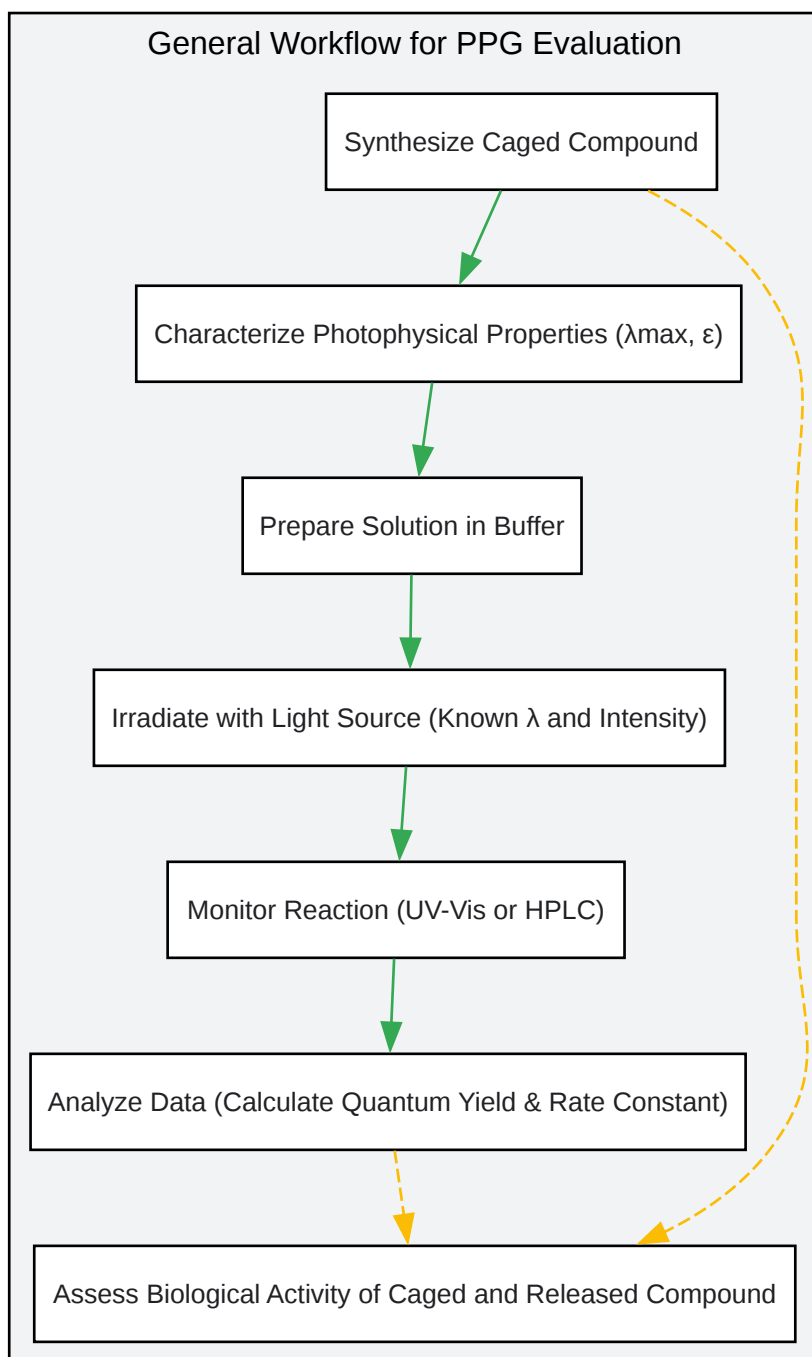 General Workflow for PPG Evaluation
Synthesize Caged Compound
Characterize Photophysical Properties (λmax, ε)
Prepare Solution in Buffer
Irradiate with Light Source (Known λ and Intensity)
Monitor Reaction (UV-Vis or HPLC)
Analyze Data (Calculate Quantum Yield & Rate Constant)
Assess Biological Activity of Caged and Released Compound